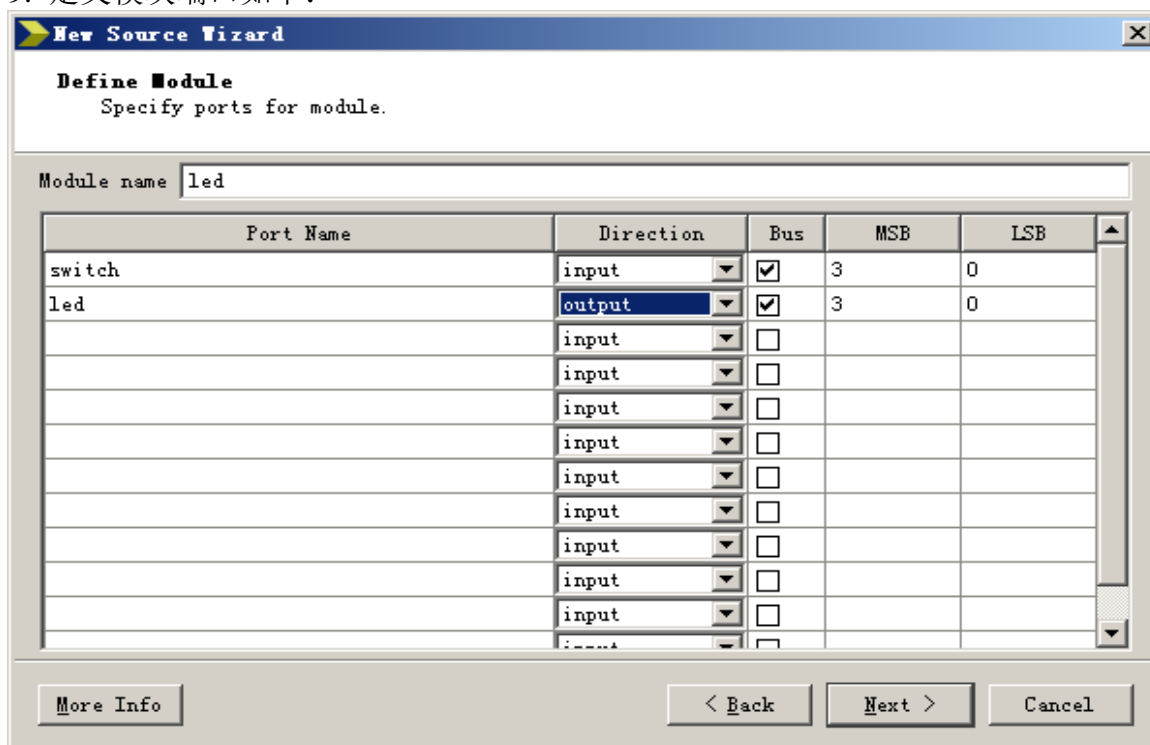 New Source Wizard
Define Module
Specify ports for module.
Module name led
Port Name Direction Bus MSB LSB
switch input 3 0
led output 3 0
input
input
input
input
input
input
input
input
input
More Info < Back Next > Cancel